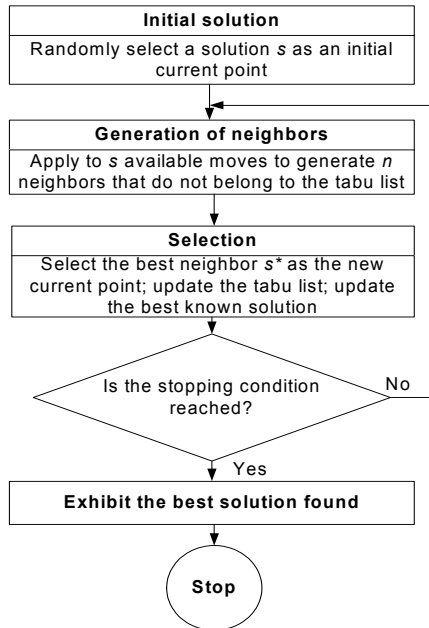 Initial solution
Randomly select a solution s as an initial
current point
Generation of neighbors
Apply to s available moves to generate n
neighbors that do not belong to the tabu list
Selection
Select the best neighbor s* as the new
current point; update the tabu list; update
the best known solution
Is the stopping condition
reached?
No
Yes
Exhibit the best solution found
Stop